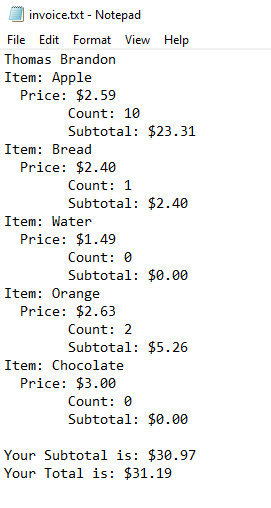 invoice.txt - Notepad
File Edit Format View Help
Thomas Brandon
Item: Apple
Price: $2.59
Count: 10
Subtotal: $23.31
Item: Bread
Price: $2.40
Count: 1
Subtotal: $2.40
Item: Water
Price: $1.49
Count: 0
Subtotal: $0.00
Item: Orange
Price: $2.63
Count: 2
Subtotal: $5.26
Item: Chocolate
Price: $3.00
Count: 0
Subtotal: $0.00
Your Subtotal is: $30.97
Your Total is: $31.19